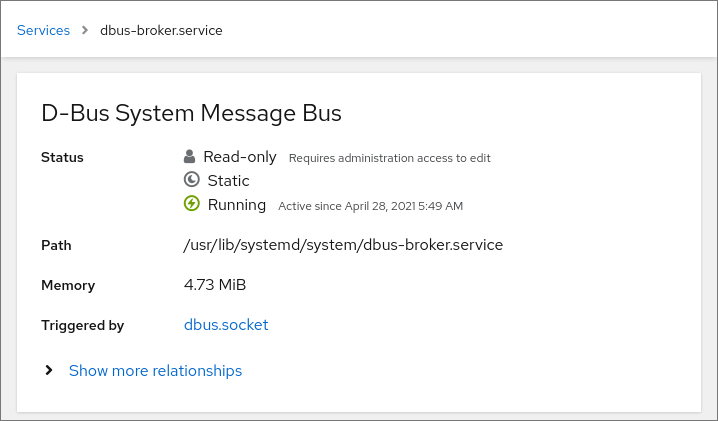 Services > dbus-broker.service
D-Bus System Message Bus
Status Read-only Requires administration access to edit
Static
Running Active since April 28, 2021 5:49 AM
Path /usr/lib/systemd/system/dbus-broker.service
Memory 4.73 MiB
Triggered by dbus.socket
Show more relationships